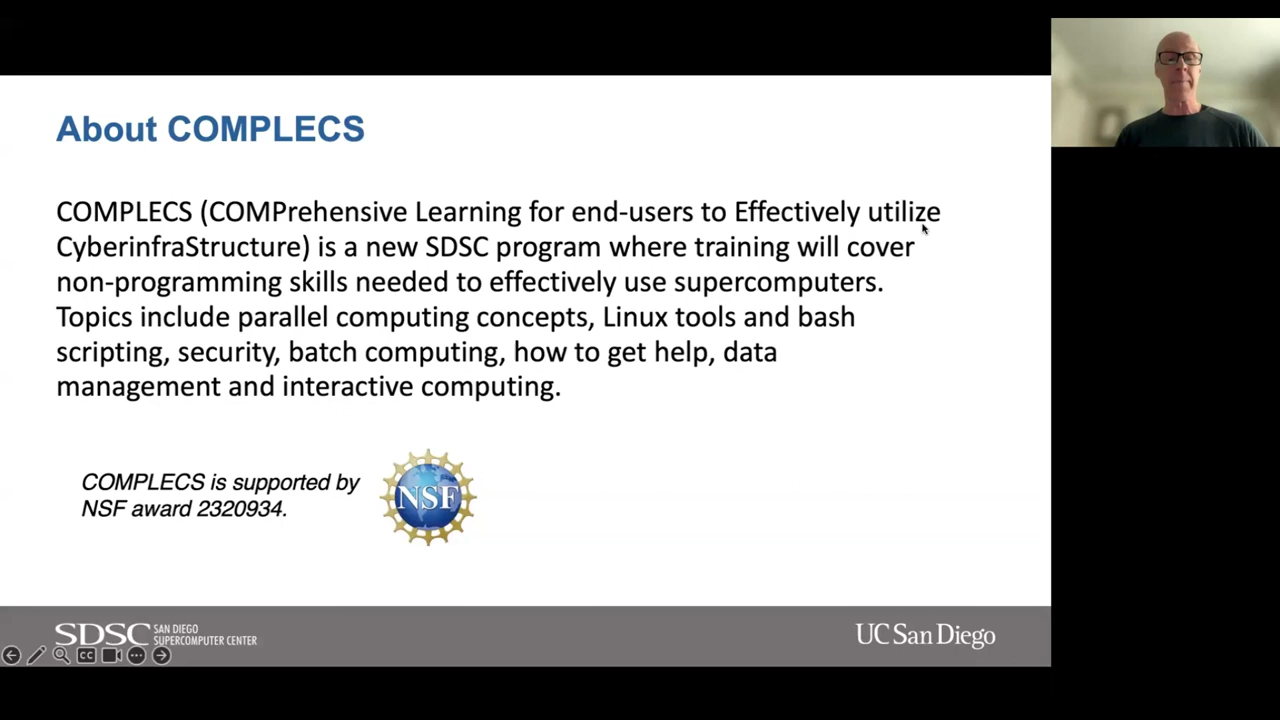 About COMPLECS
COMPLECS (COMPrehensive Learning for end-users to Effectively utilize
CyberinfraStructure) is a new SDSC program where training will cover
non-programming skills needed to effectively use supercomputers.
Topics include parallel computing concepts, Linux tools and bash
scripting, security, batch computing, how to get help, data
management and interactive computing.
COMPLECS is supported by
NSF award 2320934.
NSF
SDSC SAN DIEGO
SUPERCOMPUTER CENTER
UC San Diego
CC